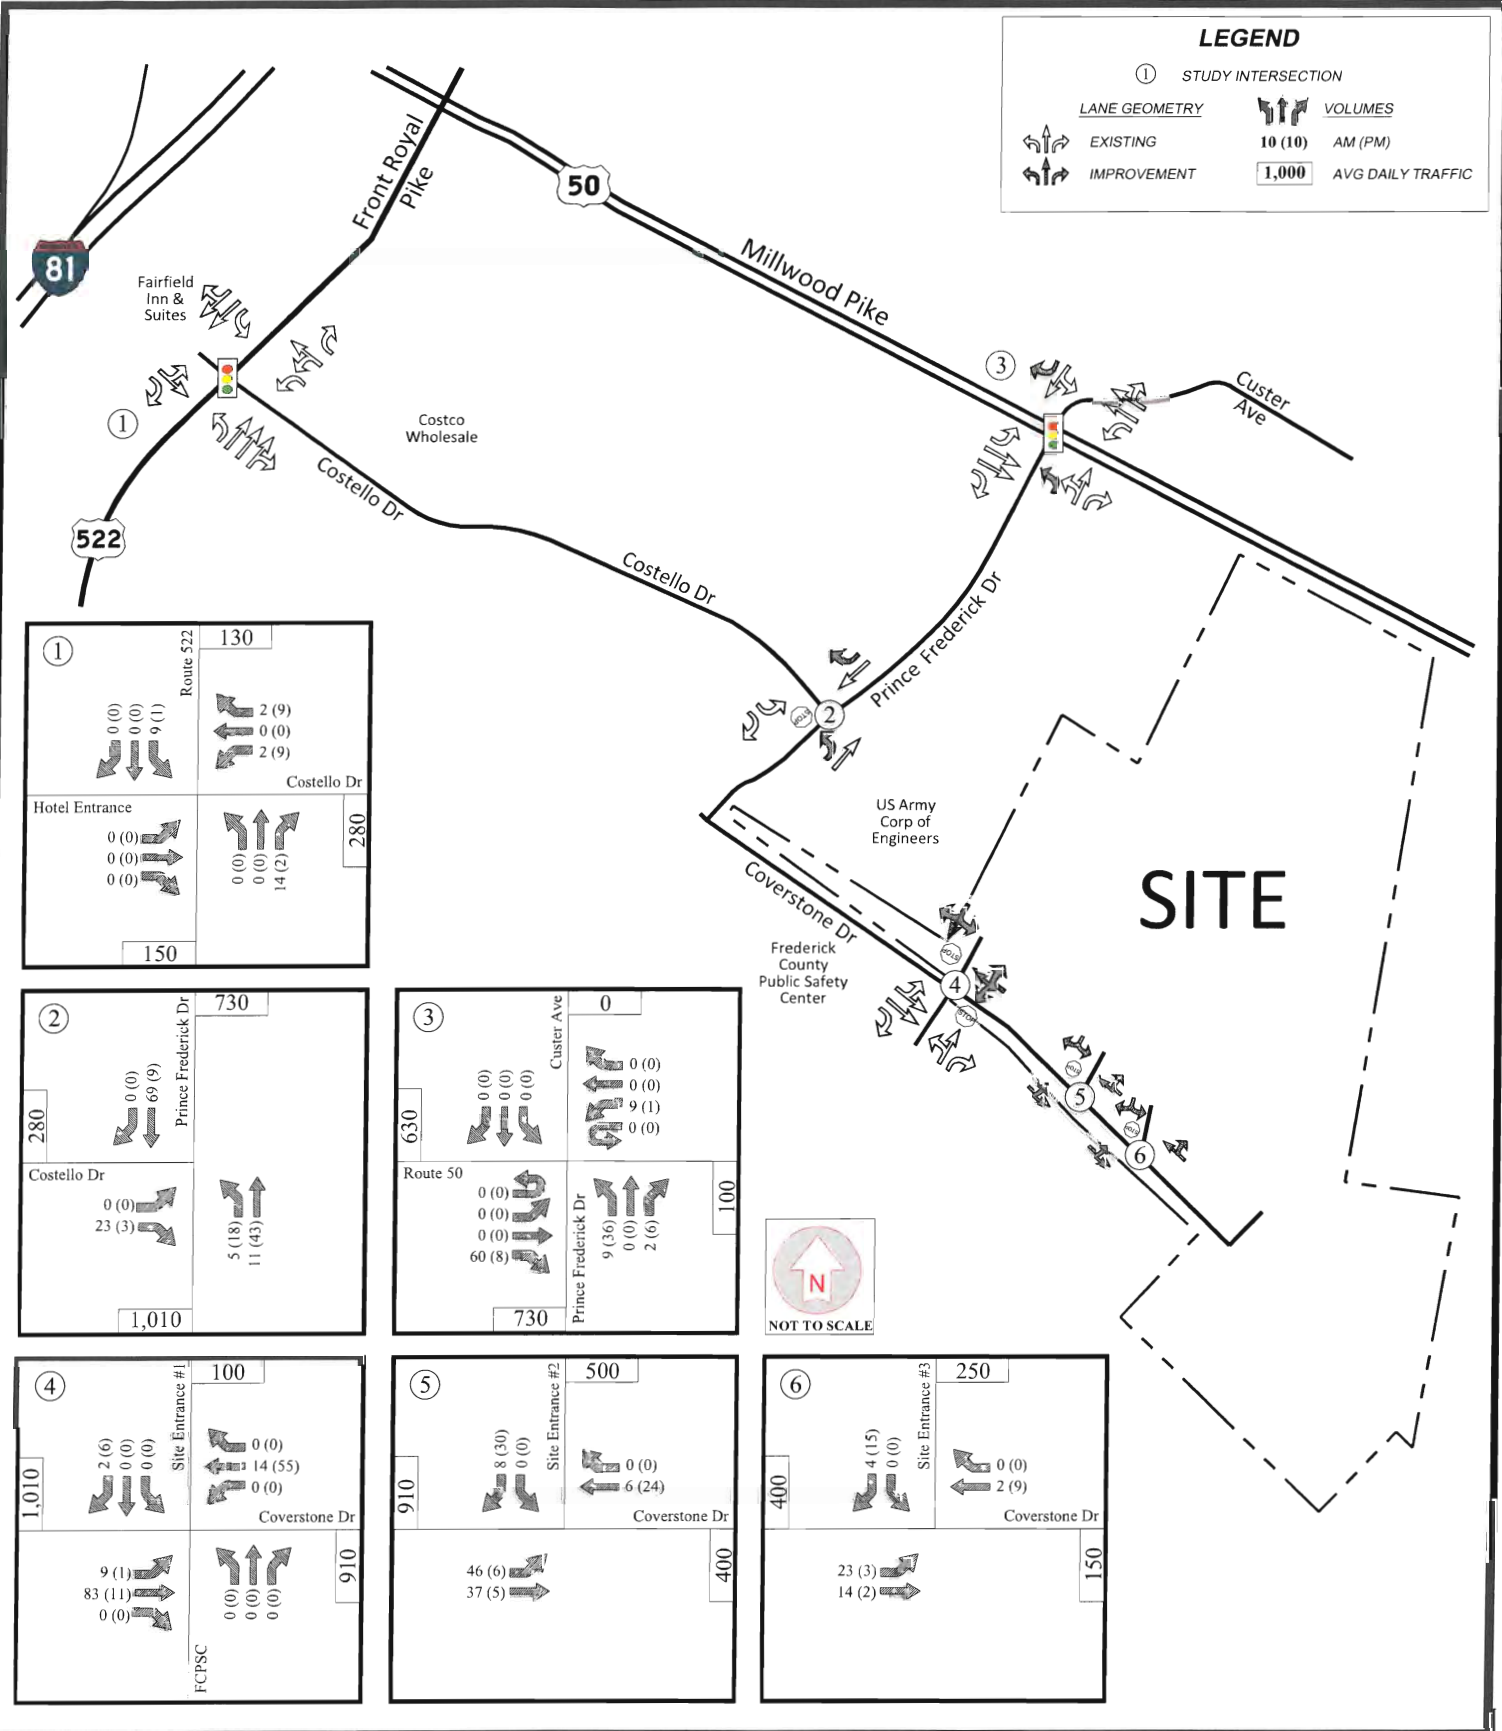 LEGEND
1 STUDY INTERSECTION
LANE GEOMETRY
VOLUMES
EXISTING
10 (10) AM (PM)
IMPROVEMENT
1,000 AVG DAILY TRAFFIC
Front Royal
Pike
50
Millwood Pike
81
Fairfield
Inn &
Suites
3
Custer
Ave
1
Costco
Wholesale
Costello Dr
522
Costello Dr
Prince Frederick Dr
STOP
2
US Army
Corp of
Engineers
SITE
Coverstone Dr
Frederick
County
Public Safety
Center
STOP
4
STOP
STOP
5
STOP
6
N
NOT TO SCALE
1
Route 522
130
0 (0)
0 (0)
9 (1)
2 (9)
0 (0)
2 (9)
Costello Dr
Hotel Entrance
0 (0)
0 (0)
0 (0)
0 (0)
0 (0)
14 (2)
280
150
2
Prince Frederick Dr
730
280
0 (0)
69 (9)
Costello Dr
0 (0)
23 (3)
5 (18)
11 (43)
1,010
3
Custer Ave
0
630
0 (0)
0 (0)
0 (0)
0 (0)
0 (0)
9 (1)
0 (0)
Route 50
0 (0)
0 (0)
0 (0)
60 (8)
Prince Frederick Dr
9 (36)
0 (0)
2 (6)
100
730
4
Site Entrance #1
100
1,010
2 (6)
0 (0)
0 (0)
0 (0)
14 (55)
0 (0)
Coverstone Dr
9 (1)
83 (11)
0 (0)
0 (0)
0 (0)
0 (0)
910
FCPSC
5
Site Entrance #2
500
910
8 (30)
0 (0)
0 (0)
6 (24)
Coverstone Dr
46 (6)
37 (5)
400
6
Site Entrance #3
250
400
4 (15)
0 (0)
0 (0)
2 (9)
Coverstone Dr
23 (3)
14 (2)
150